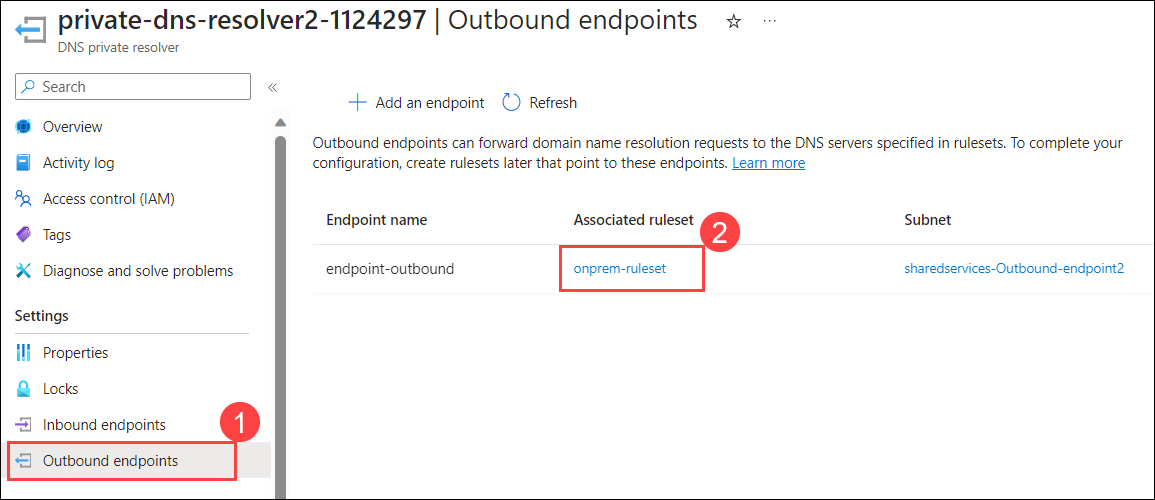 private-dns-resolver2-1124297 | Outbound endpoints ☆ ...
DNS private resolver
Search «
Add an endpoint Refresh
Overview
Activity log
Access control (IAM)
Tags
Diagnose and solve problems
Settings
Properties
Locks
Inbound endpoints
1
Outbound endpoints
Outbound endpoints can forward domain name resolution requests to the DNS servers specified in rulesets. To complete your
configuration, create rulesets later that point to these endpoints. Learn more
Endpoint name Associated ruleset Subnet
2
endpoint-outbound onprem-ruleset sharedservices-Outbound-endpoint2